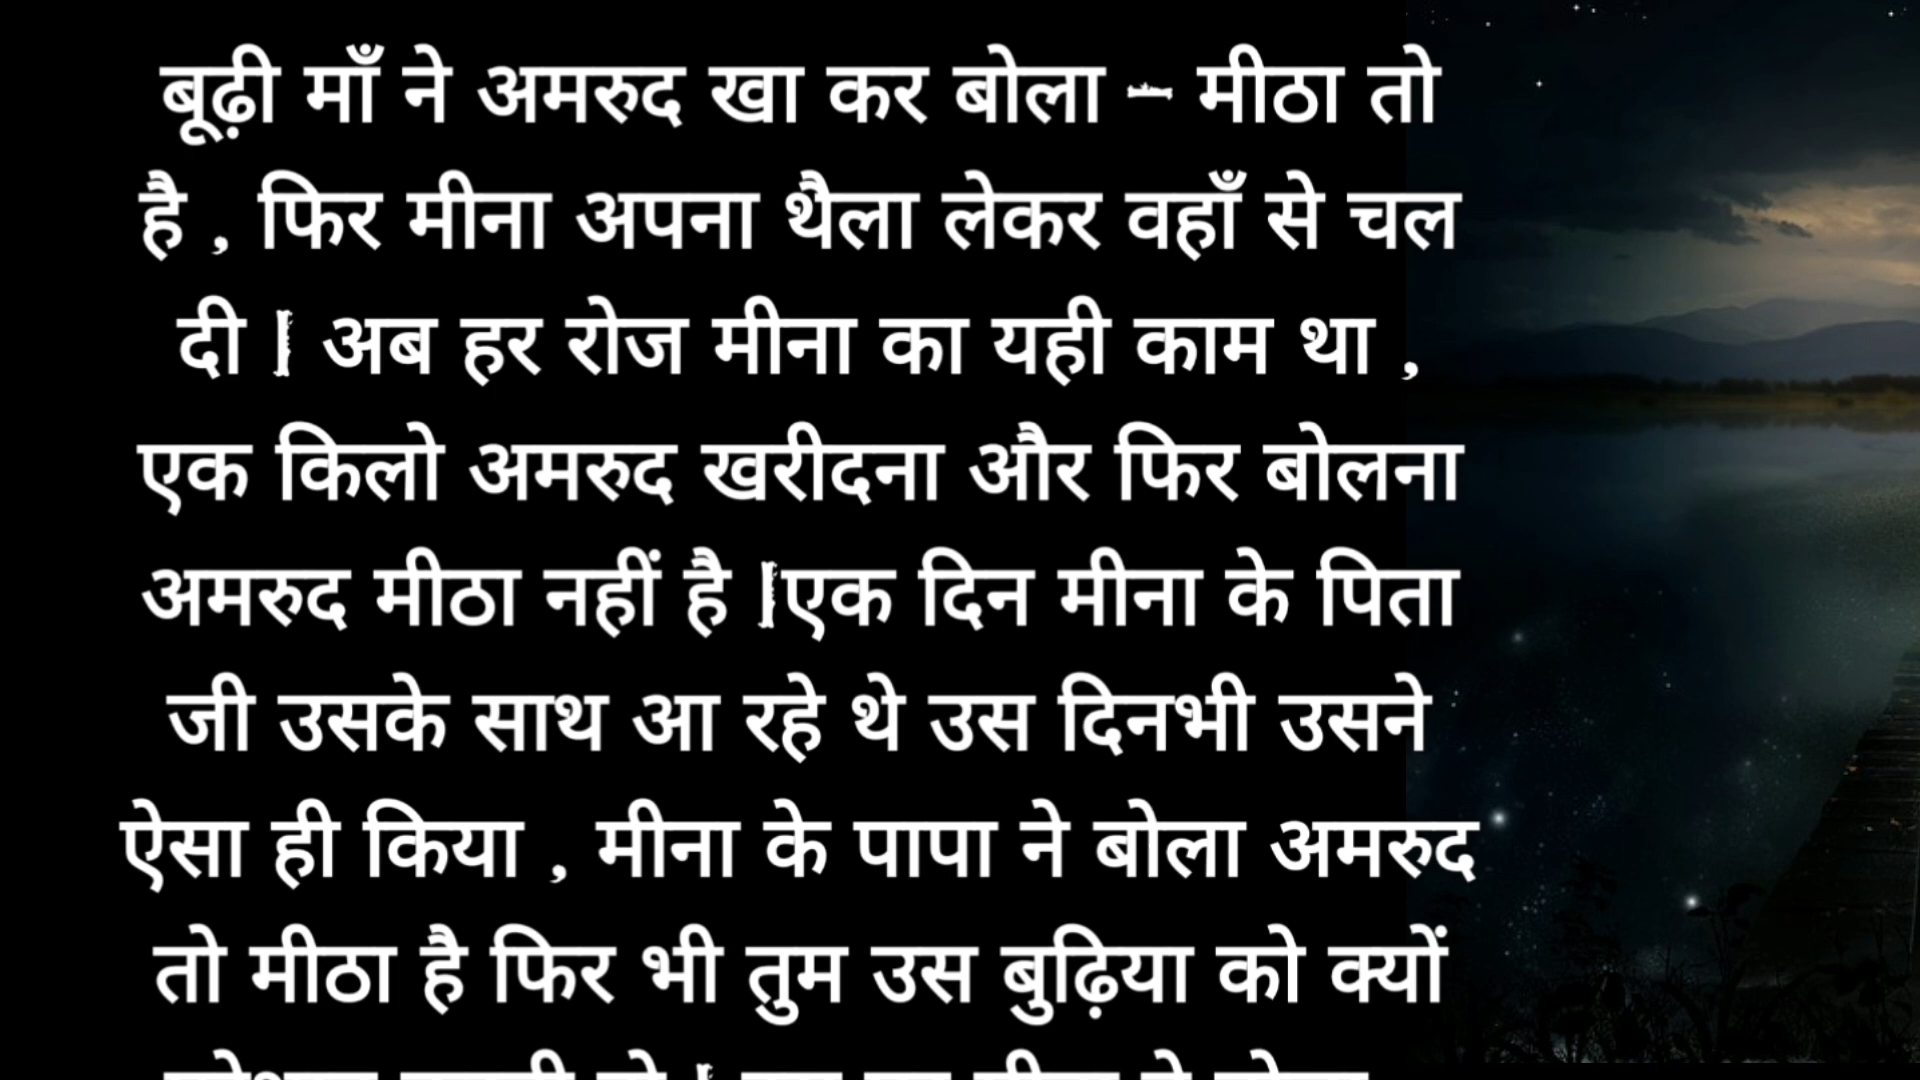 बूढ़ी माँ ने अमरुद खा कर बोला – मीठा तो
है , फिर मीना अपना थैला लेकर वहाँ से चल
दी | अब हर रोज मीना का यही काम था ,
एक किलो अमरुद खरीदना और फिर बोलना
अमरुद मीठा नहीं है |एक दिन मीना के पिता
जी उसके साथ आ रहे थे उस दिनभी उसने
ऐसा ही किया , मीना के पापा ने बोला अमरुद
तो मीठा है फिर भी तुम उस बुढ़िया को क्यों